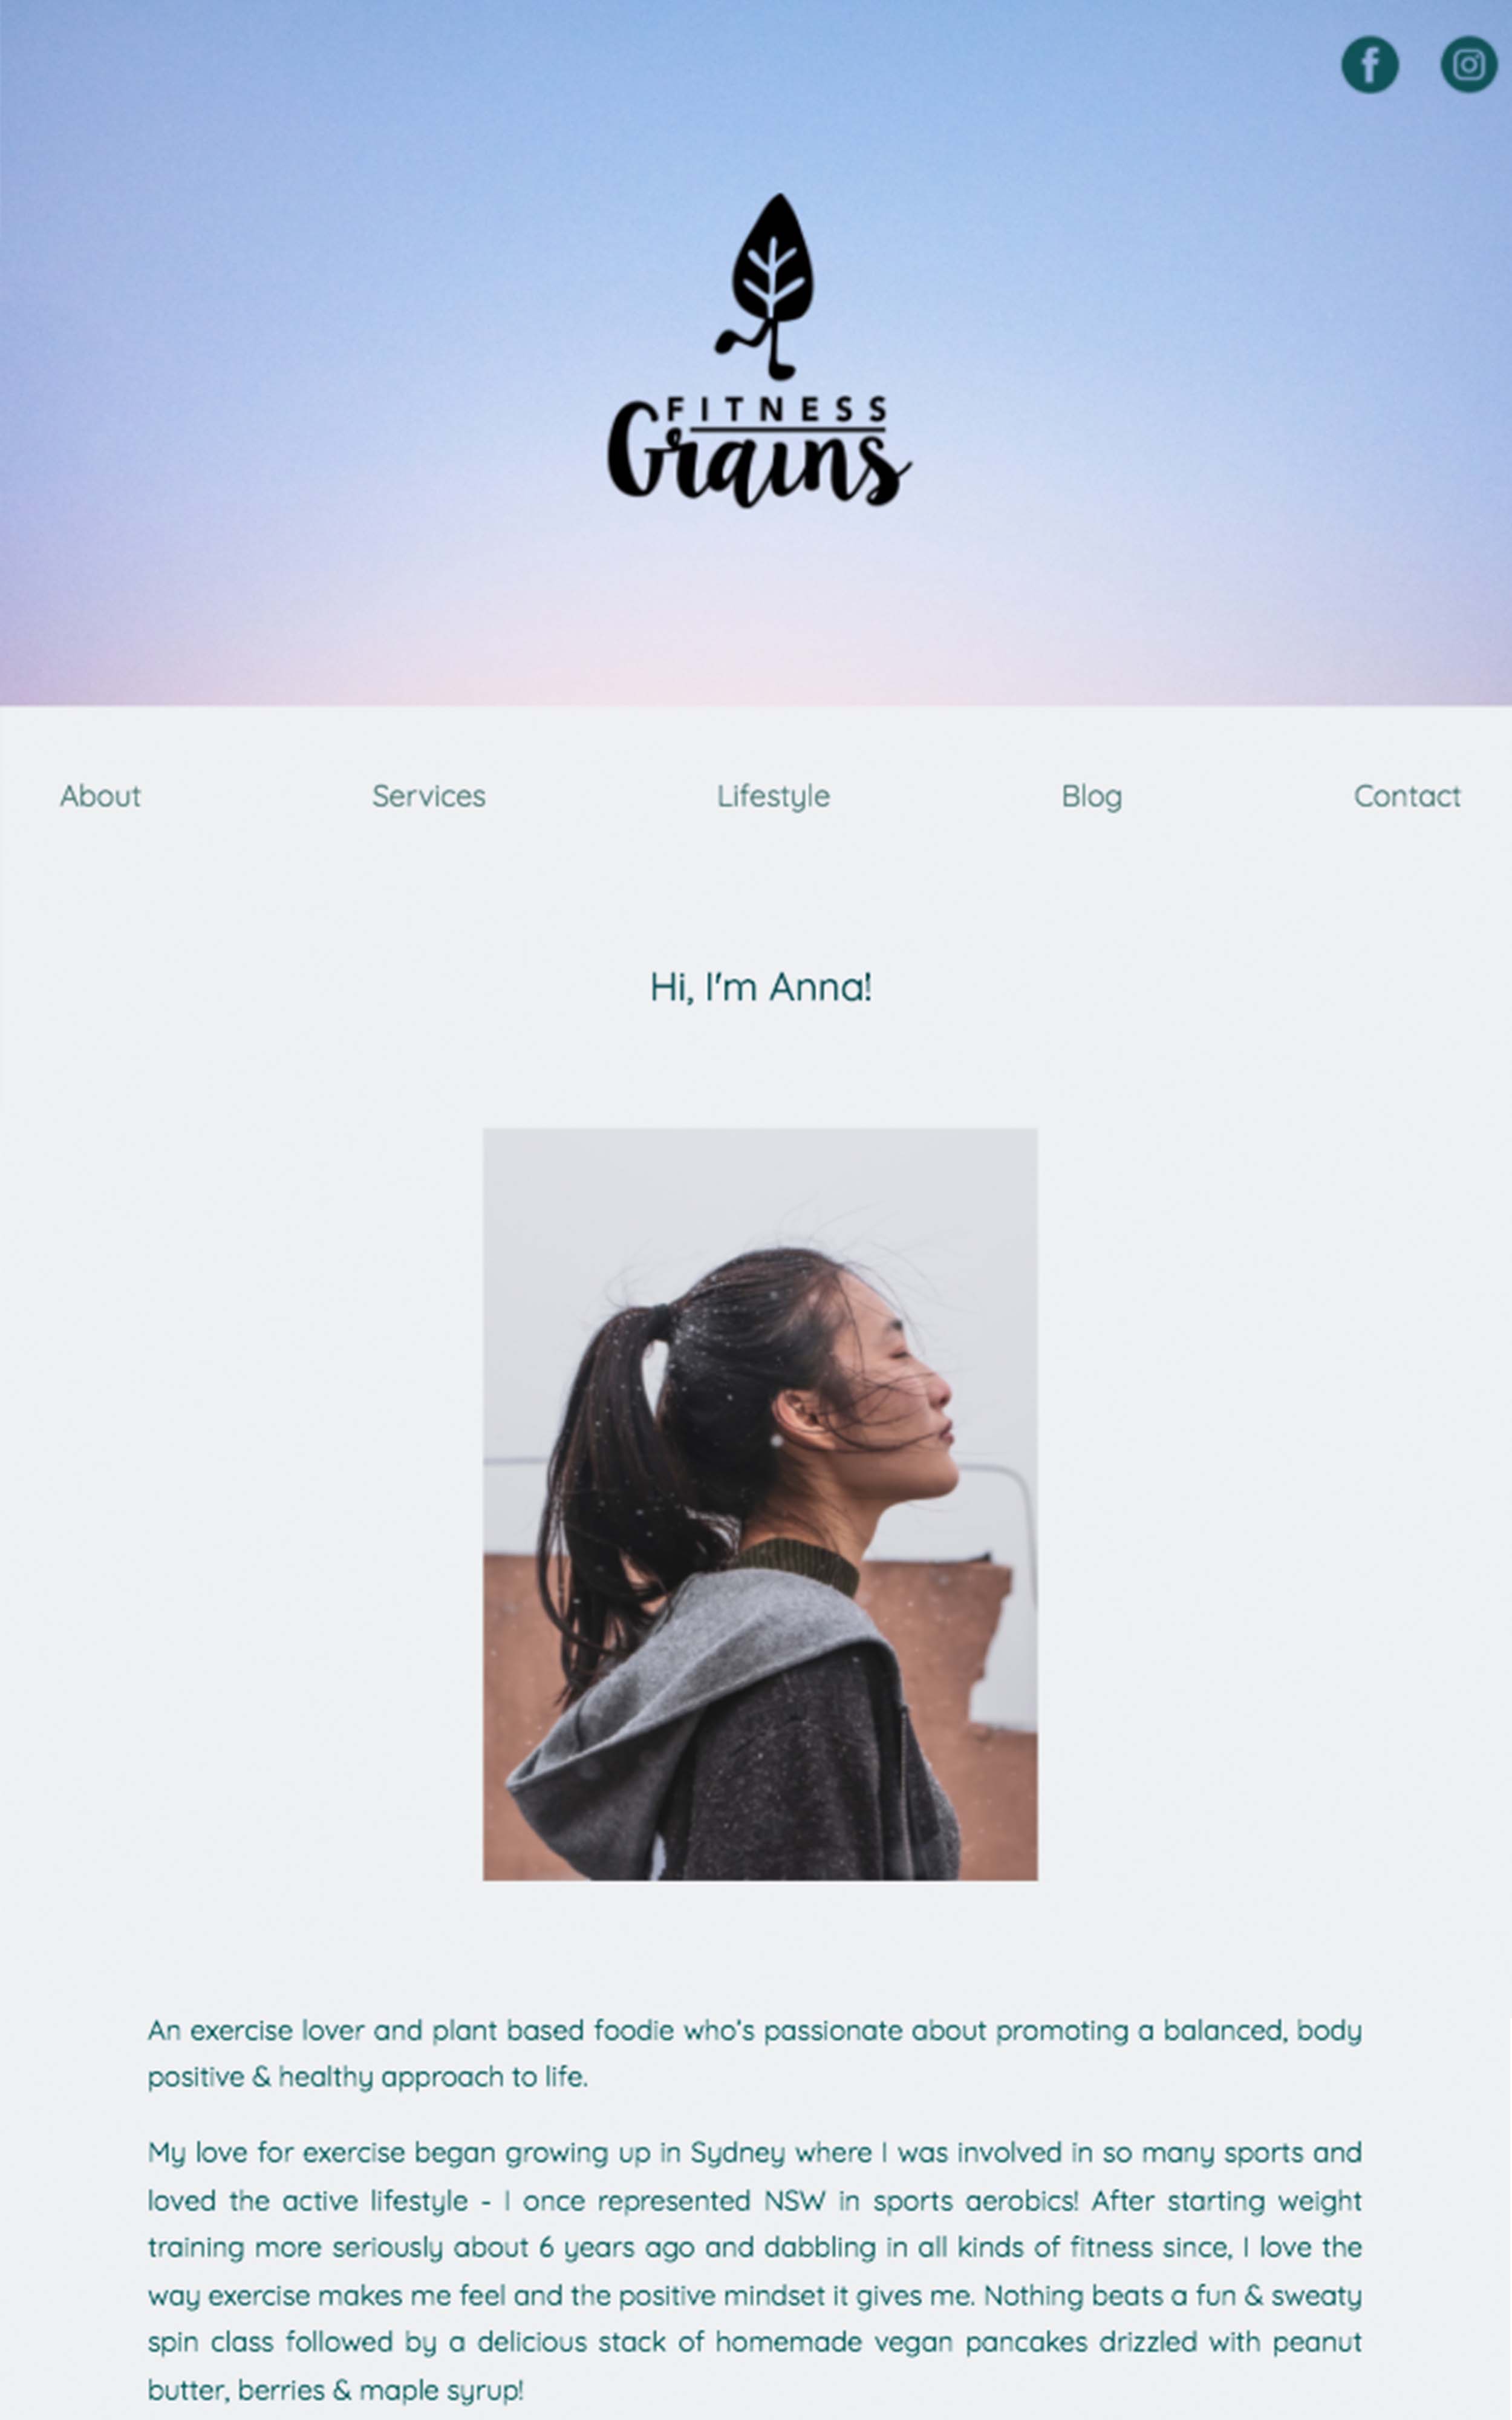 FITNESS
Grains
About Services Lifestyle Blog Contact
Hi, I'm Anna!
An exercise lover and plant based foodie who's passionate about promoting a balanced, body
positive & healthy approach to life.
My love for exercise began growing up in Sydney where I was involved in so many sports and
loved the active lifestyle - I once represented NSW in sports aerobics! After starting weight
training more seriously about 6 years ago and dabbling in all kinds of fitness since, I love the
way exercise makes me feel and the positive mindset it gives me. Nothing beats a fun & sweaty
spin class followed by a delicious stack of homemade vegan pancakes drizzled with peanut
butter, berries & maple syrup!